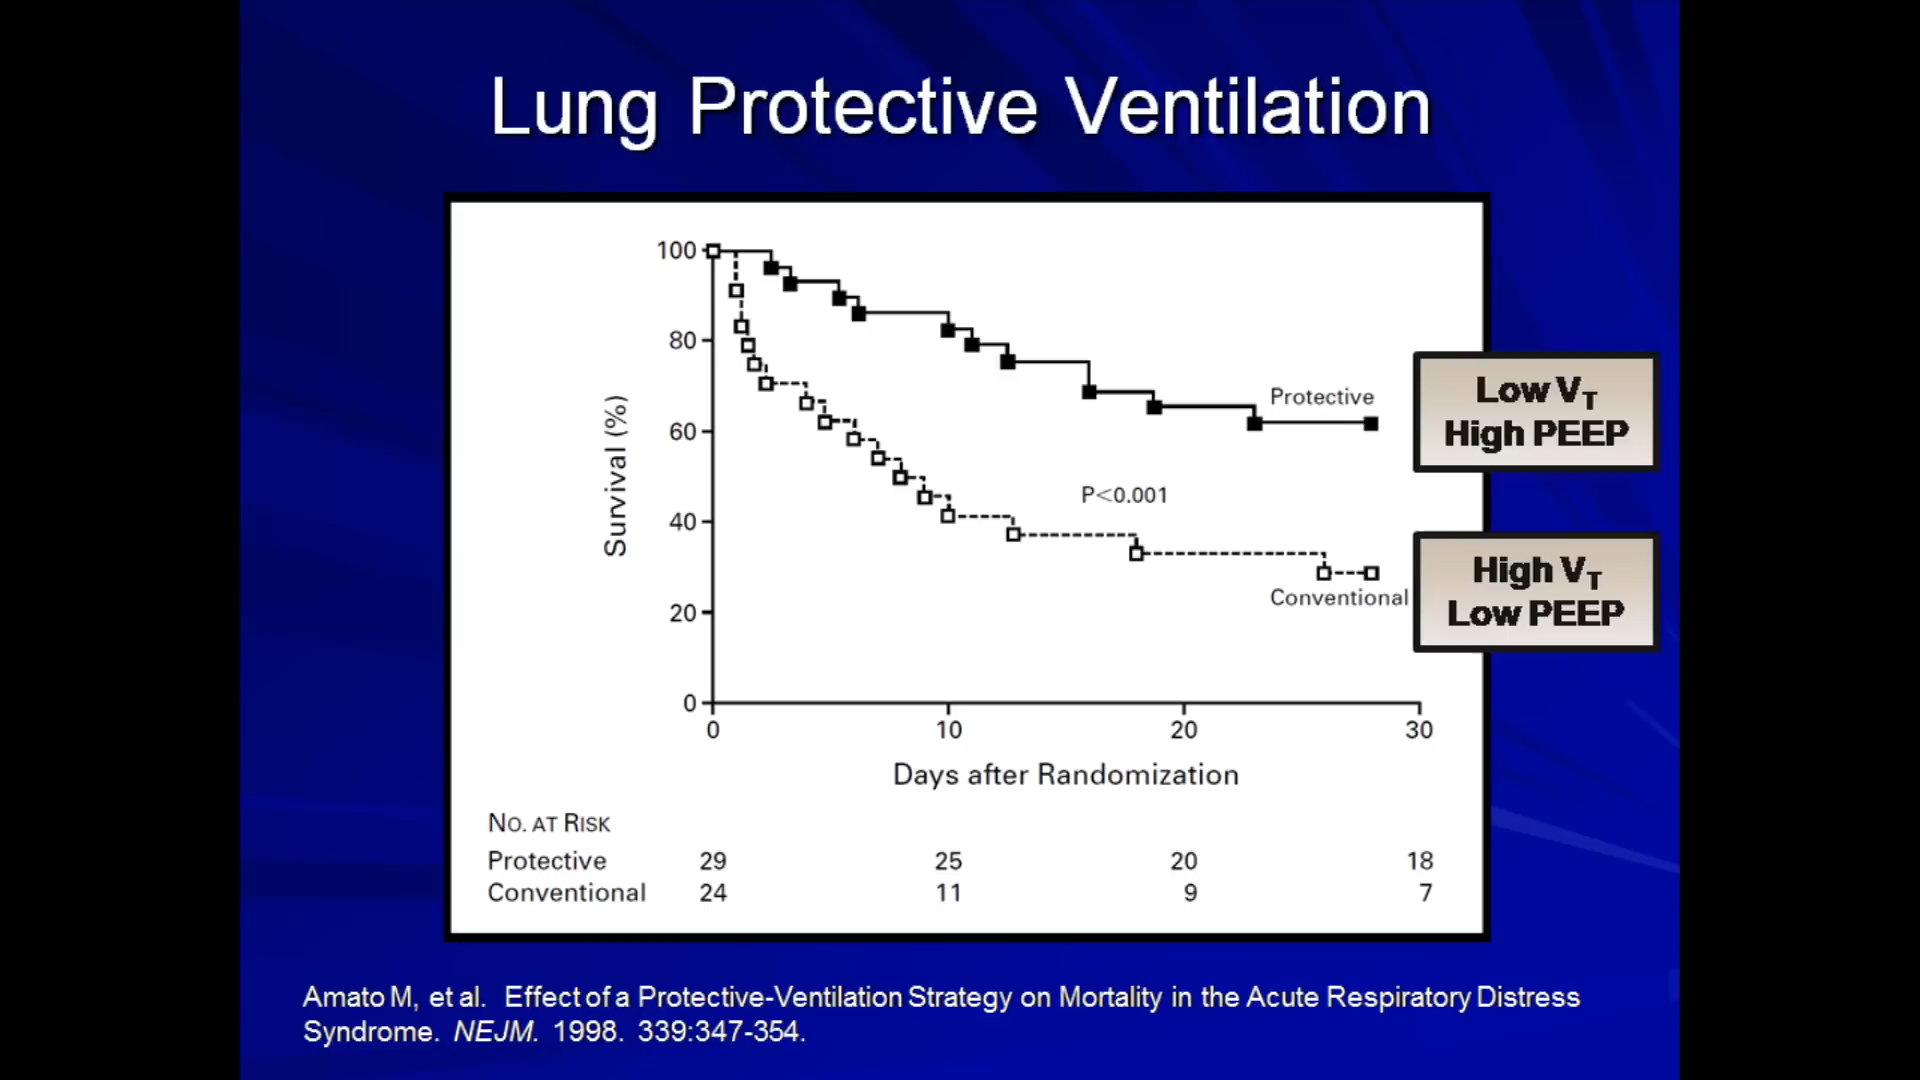 Lung Protective Ventilation
100
80
60
40
20
0
Survival (%)
Protective
P<0.001
Conventional
Low VT
High PEEP
High VT
Low PEEP
0 10 20 30
Days after Randomization
No. at Risk
Protective 29 25 20 18
Conventional 24 11 9 7
Amato M, et al. Effect of a Protective-Ventilation Strategy on Mortality in the Acute Respiratory Distress
Syndrome. NEJM. 1998. 339:347-354.